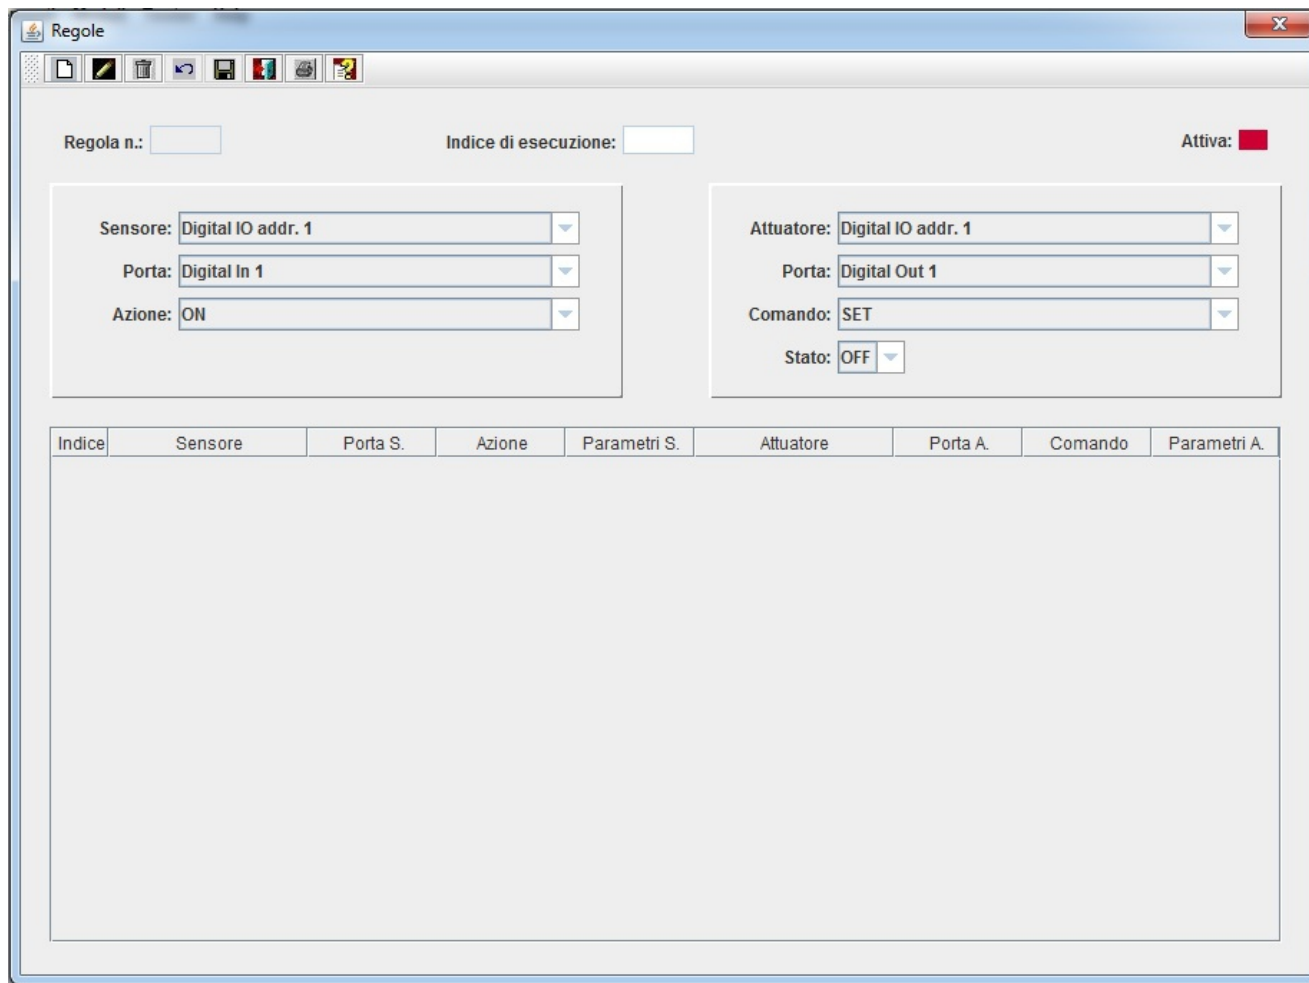 Regole
Regola n.: Indice di esecuzione: Attiva:
Sensore: Digital IO addr. 1
Porta: Digital In 1
Azione: ON
Attuatore: Digital IO addr. 1
Porta: Digital Out 1
Comando: SET
Stato: OFF
Indice Sensore Porta S. Azione Parametri S. Attuatore Porta A. Comando Parametri A.